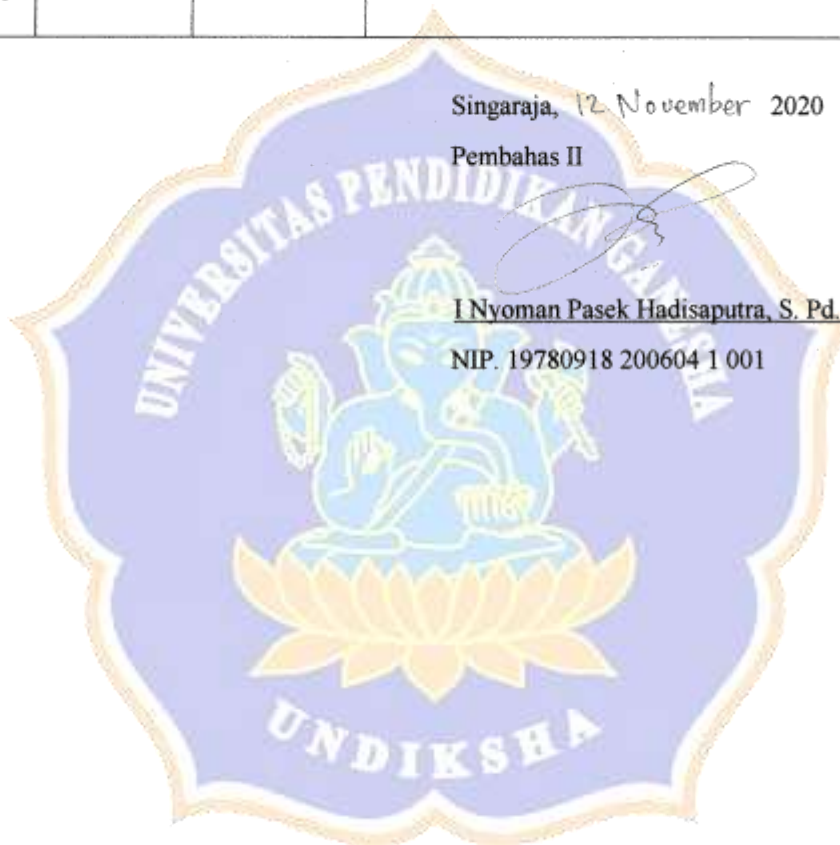 Singaraja, 12 November 2020
Pembahas II
UNIVERSITAS PENDIDIKAN GANESHA
I Nyoman Pasek Hadisaputra, S. Pd.
NIP. 19780918 200604 1 001
UNDIKSHA